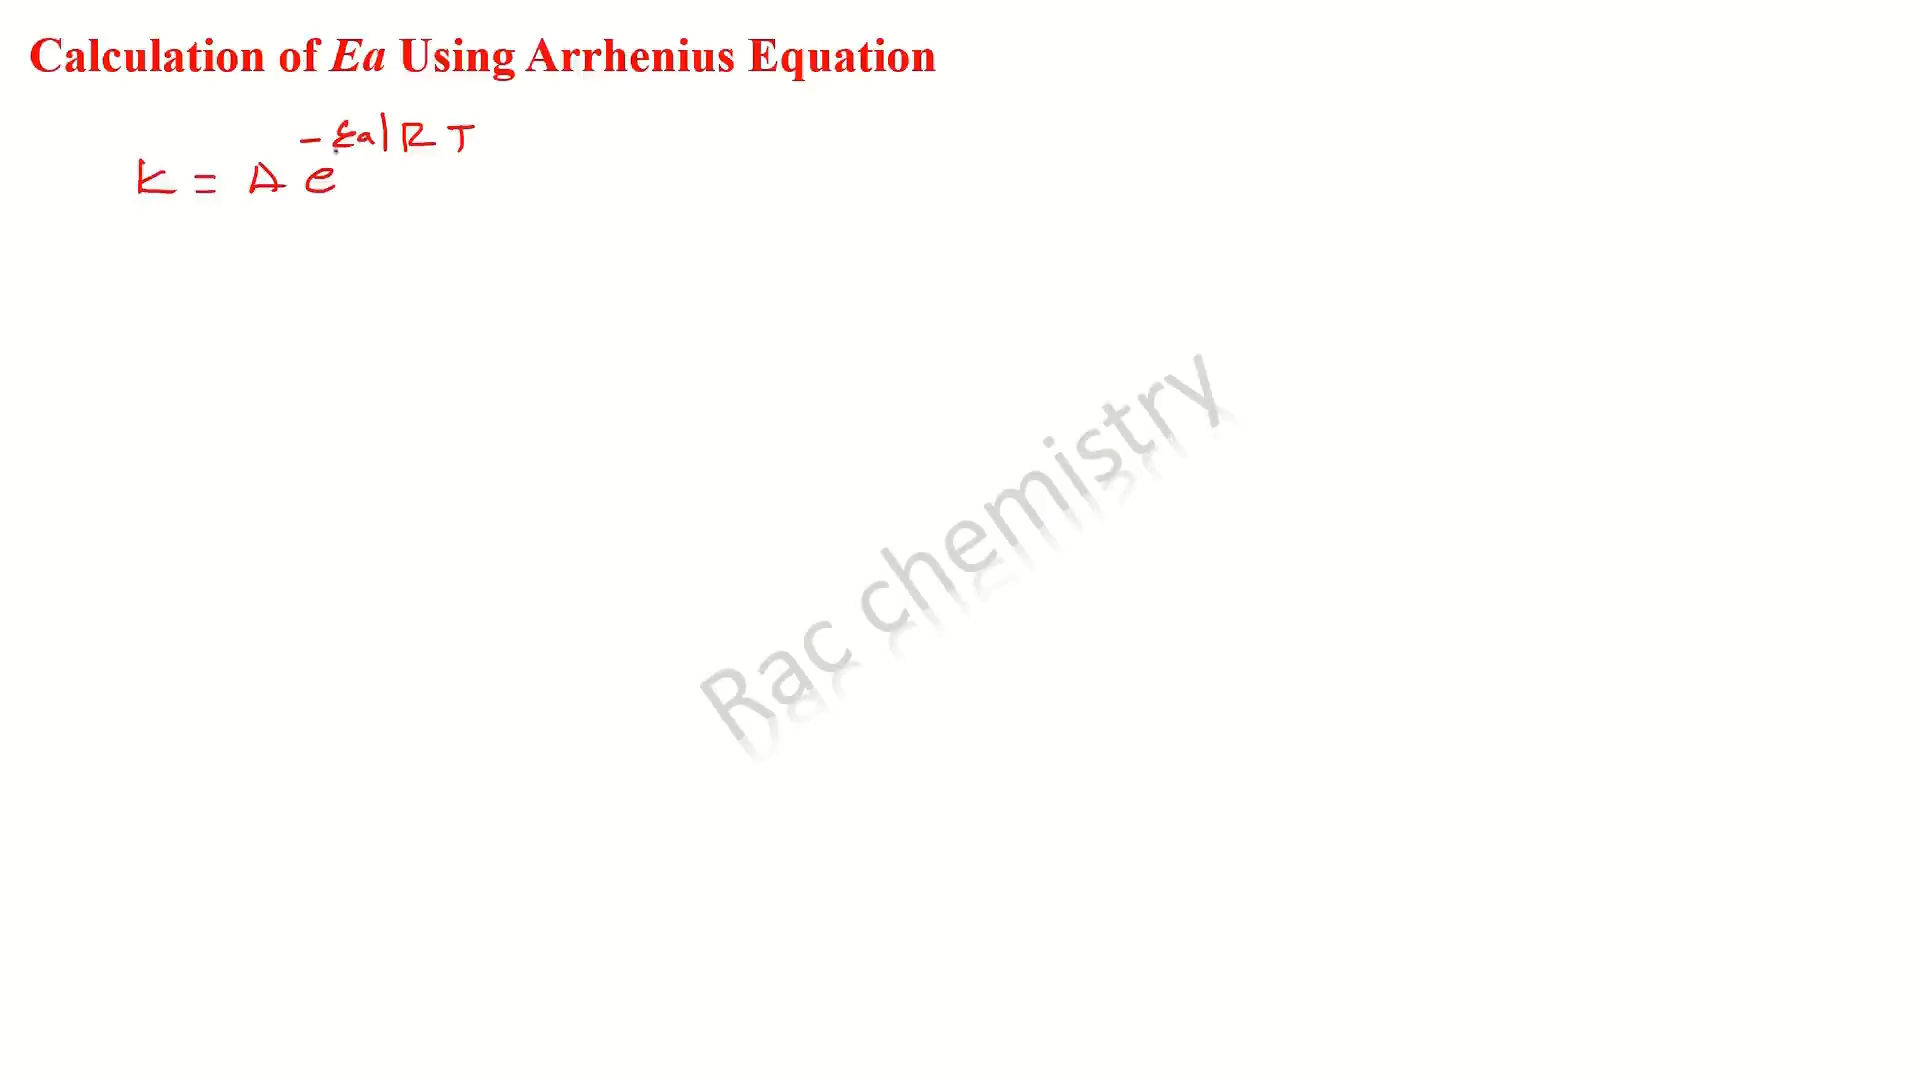 Calculation of Ea Using Arrhenius Equation
-Ea/RT
K = A e
Rac chemistry